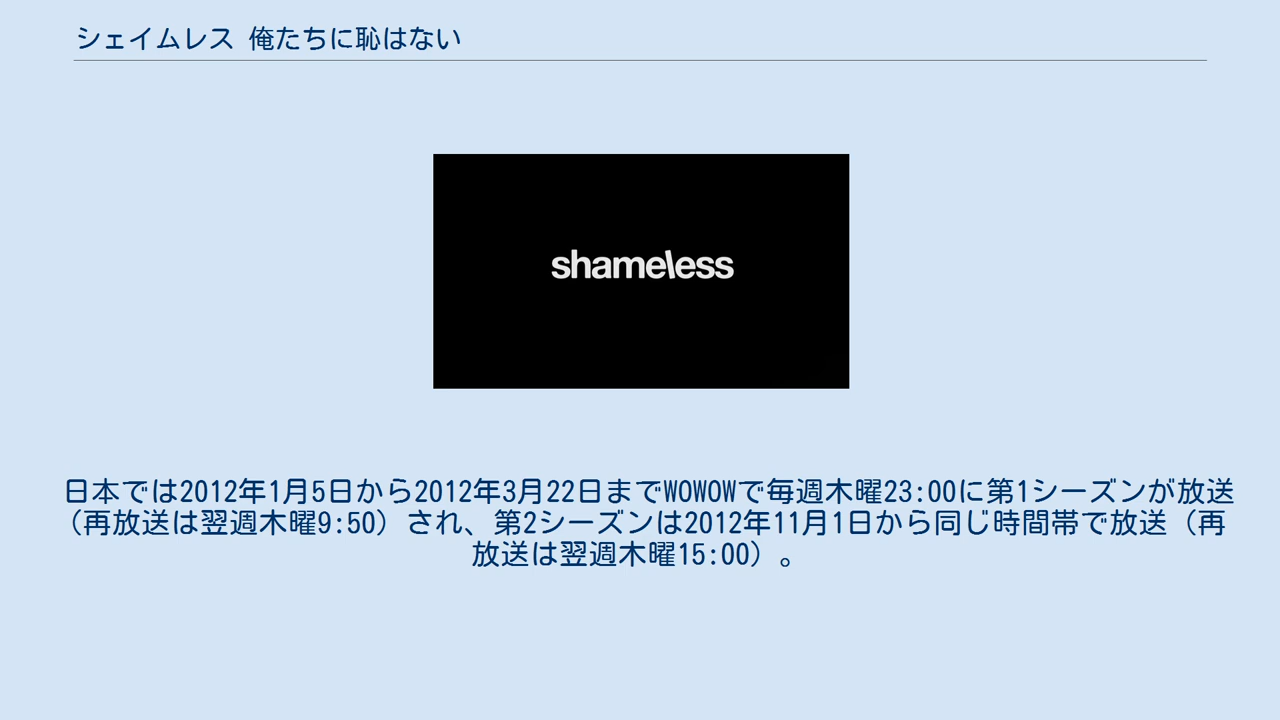 シェイムレス 俺たちに恥はない
shameless
日本では2012年1月5日から2012年3月22日までWOWOWで毎週木曜23:00に第1シーズンが放送
（再放送は翌週木曜9:50）され、第2シーズンは2012年11月1日から同じ時間帯で放送（再
放送は翌週木曜15:00）。